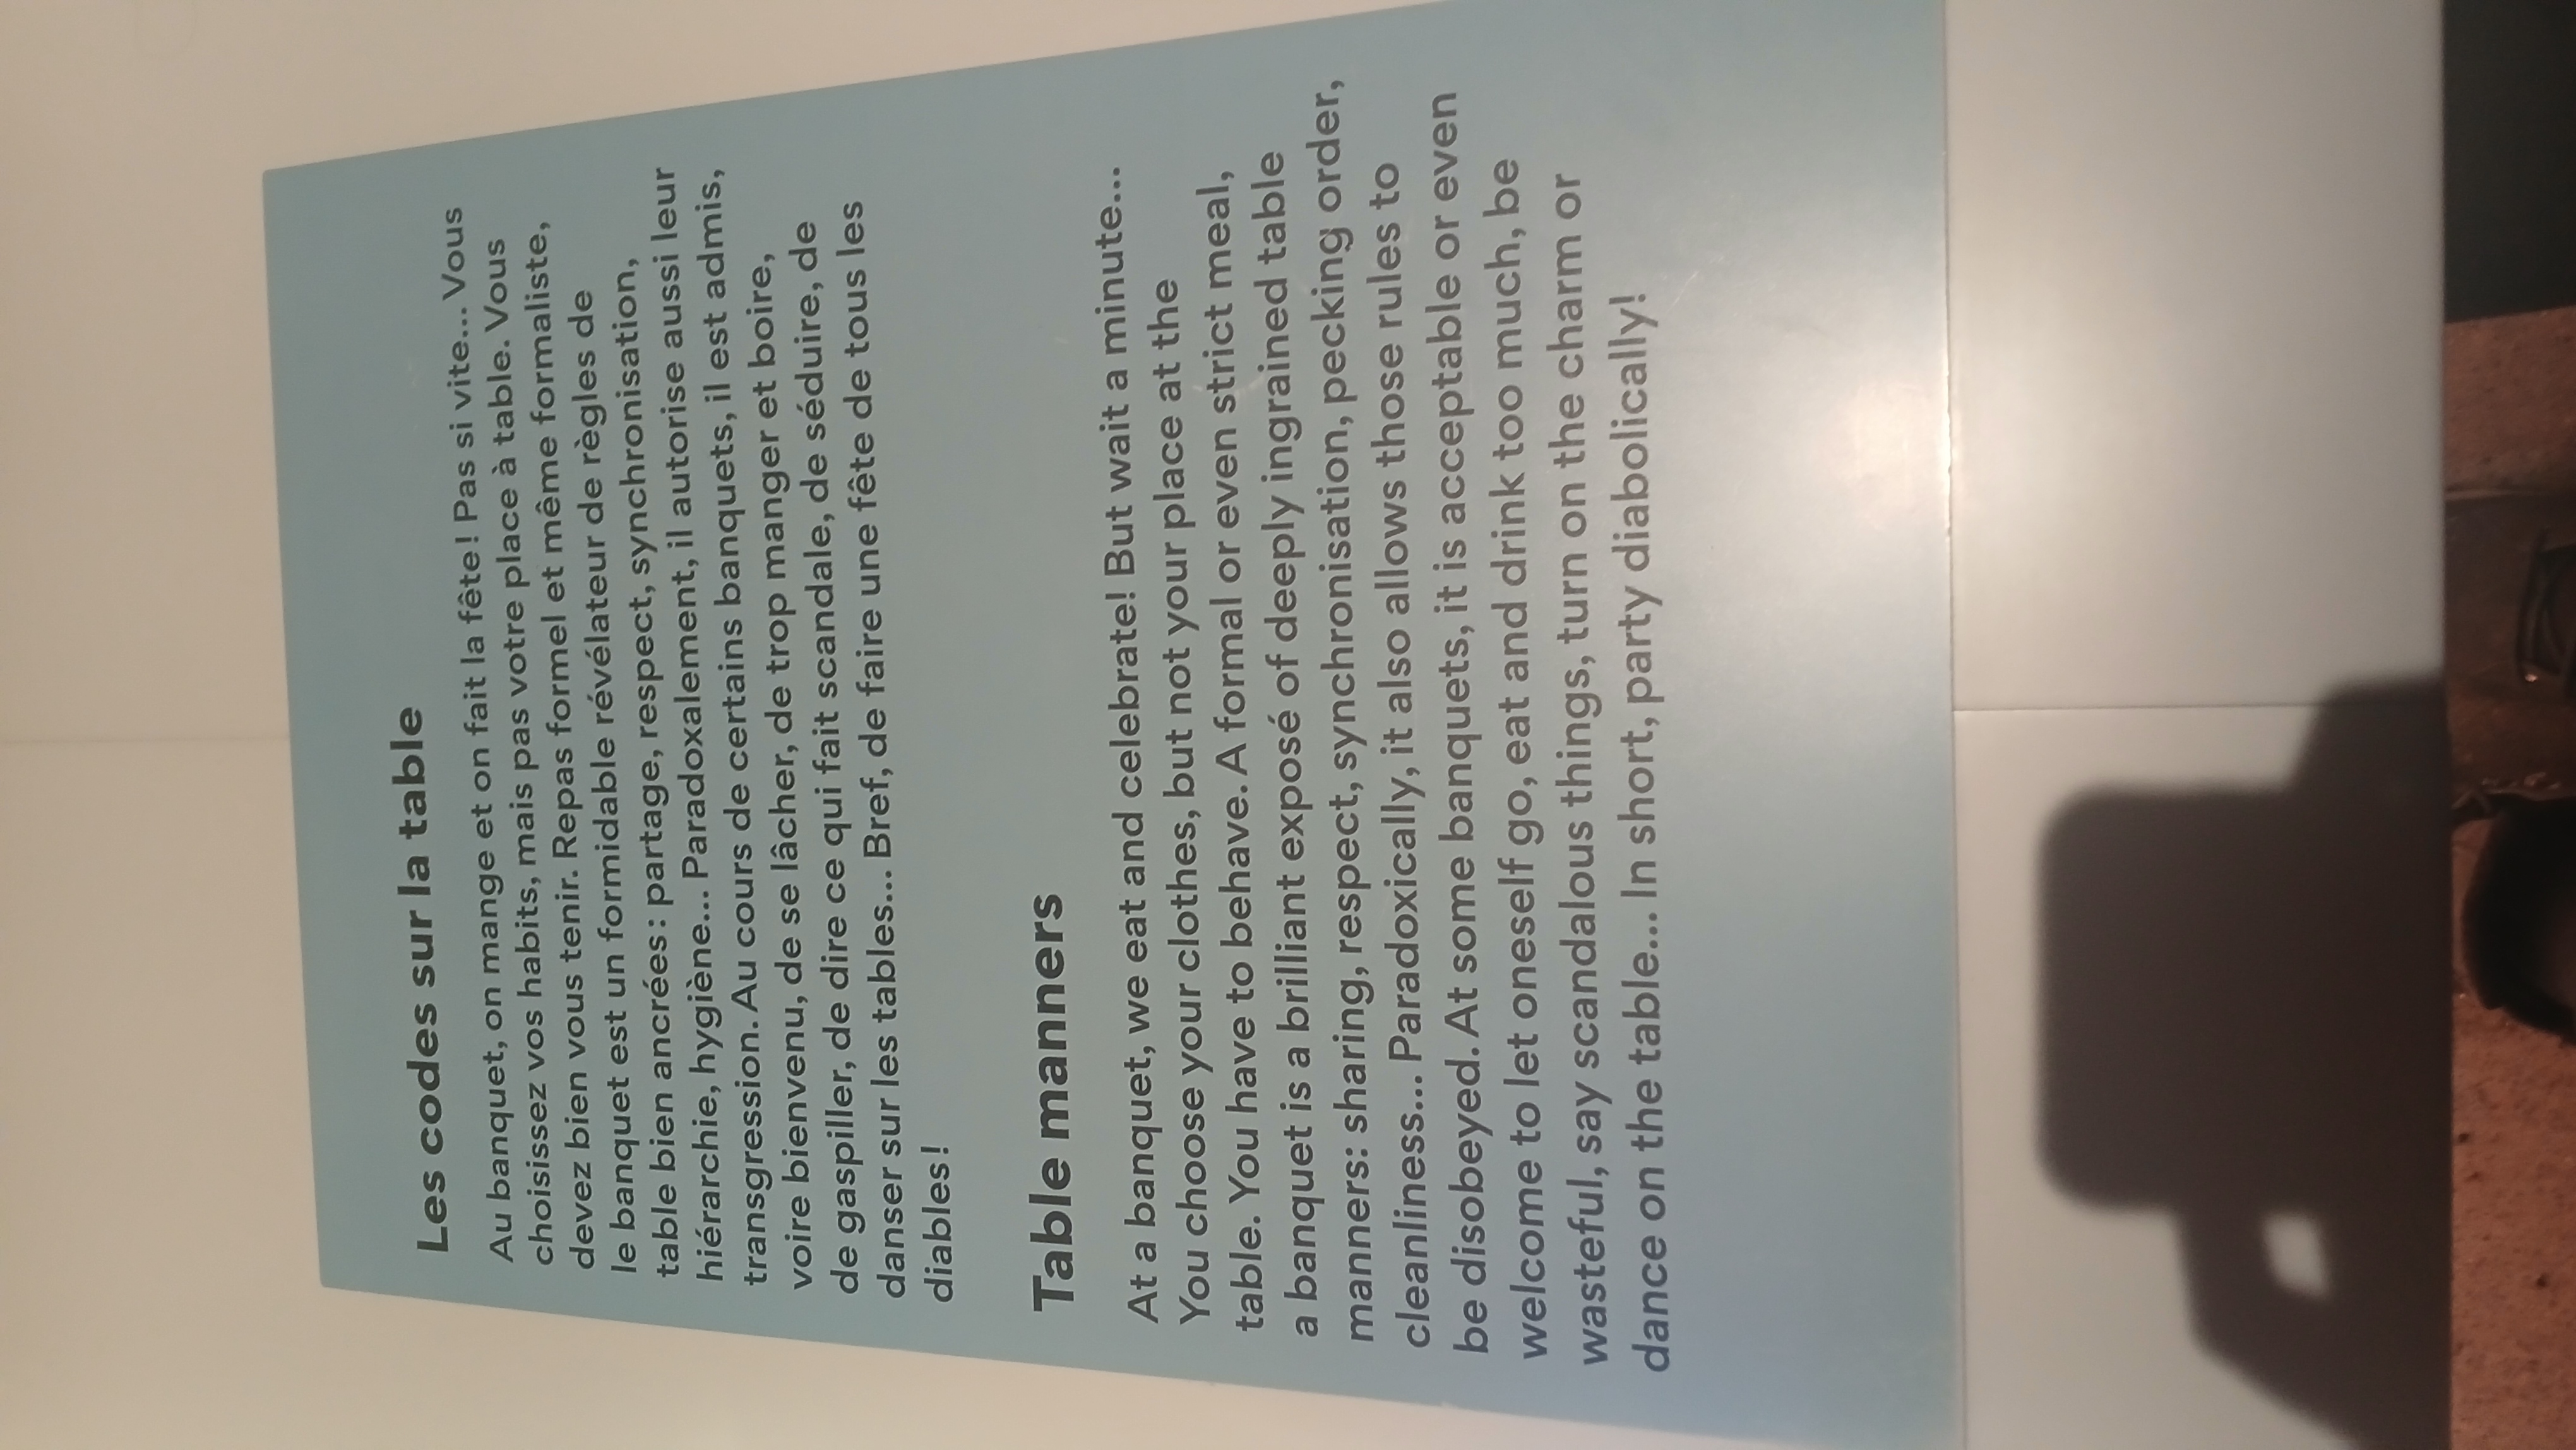 Les codes sur la table
Au banquet, on mange et on fait la fête ! Pas si vite... Vous
choisissez vos habits, mais pas votre place à table. Vous
devez bien vous tenir. Repas formel et même formaliste,
le banquet est un formidable révélateur de règles de
table bien ancrées : partage, respect, synchronisation,
hiérarchie, hygiène... Paradoxalement, il autorise aussi leur
transgression. Au cours de certains banquets, il est admis,
voire bienvenu, de se lâcher, de trop manger et boire,
de gaspiller, de dire ce qui fait scandale, de séduire, de
danser sur les tables... Bref, de faire une fête de tous les
diables !
Table manners
At a banquet, we eat and celebrate! But wait a minute...
You choose your clothes, but not your place at the
table. You have to behave. A formal or even strict meal,
a banquet is a brilliant exposé of deeply ingrained table
manners: sharing, respect, synchronisation, pecking order,
cleanliness... Paradoxically, it also allows those rules to
be disobeyed. At some banquets, it is acceptable or even
welcome to let oneself go, eat and drink too much, be
wasteful, say scandalous things, turn on the charm or
dance on the table... In short, party diabolically!